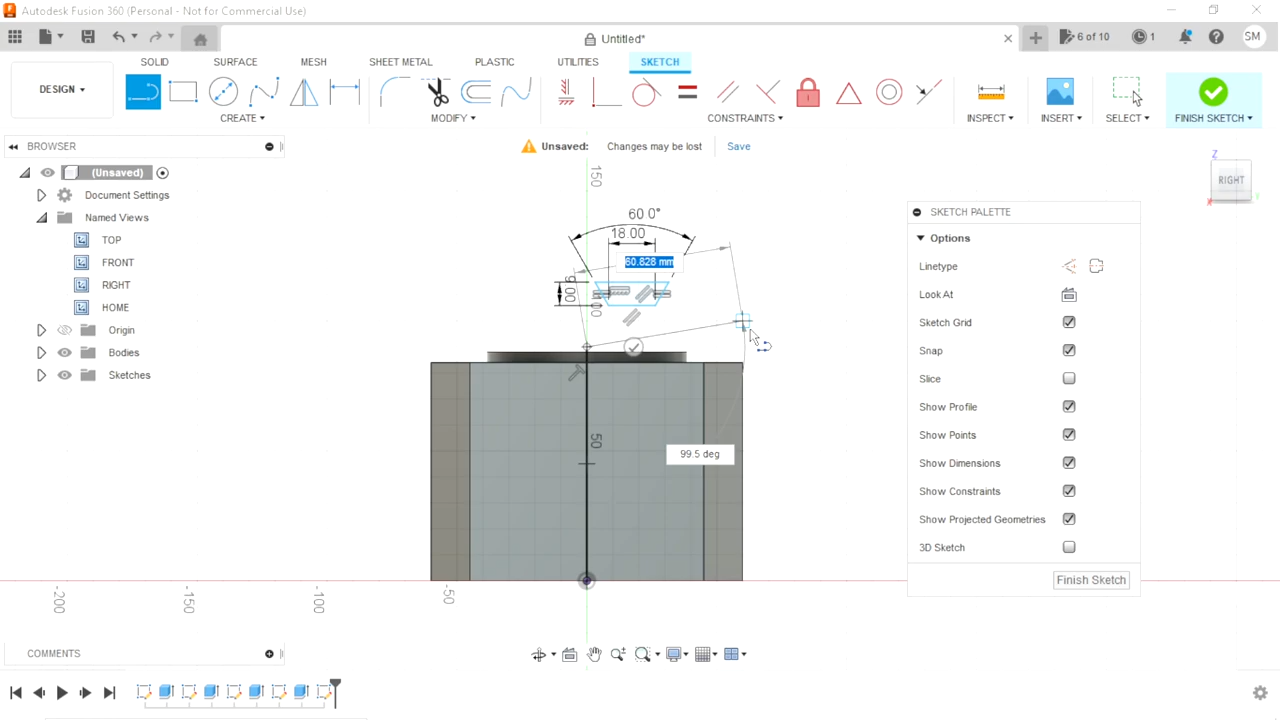 Autodesk Fusion 360 (Personal - Not for Commercial Use)
Untitled*
6 of 10
1
SM
SOLID SURFACE MESH SHEET METAL PLASTIC UTILITIES SKETCH
DESIGN
CREATE
MODIFY
CONSTRAINTS
INSPECT
INSERT
SELECT
FINISH SKETCH
BROWSER
Unsaved: Changes may be lost Save
(Unsaved)
Document Settings
Named Views
TOP
FRONT
RIGHT
HOME
Origin
Bodies
Sketches
150
60 0°
18.00
60.828 mm
9.00
100
50
99.5 deg
-200
-150
-100
-50
Z
RIGHT
X
Y
SKETCH PALETTE
Options
Linetype
Look At
Sketch Grid
Snap
Slice
Show Profile
Show Points
Show Dimensions
Show Constraints
Show Projected Geometries
3D Sketch
Finish Sketch
COMMENTS